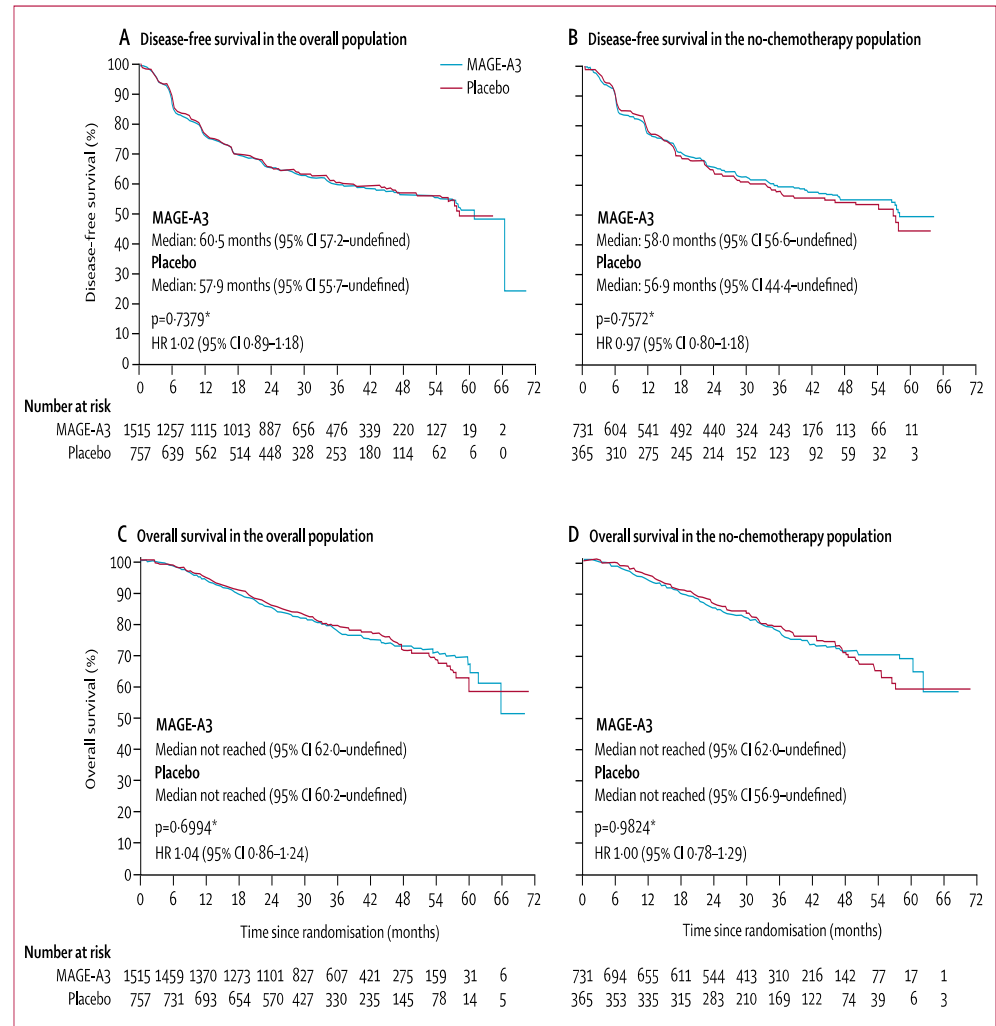 A Disease-free survival in the overall population
MAGE-A3
Placebo
Disease-free survival (%)
100
90
80
70
60
50
40
30
20
10
0
MAGE-A3
Median: 60·5 months (95% CI 57·2–undefined)
Placebo
Median: 57·9 months (95% CI 55·7–undefined)
p=0·7379*
HR 1·02 (95% CI 0·89–1·18)
0 6 12 18 24 30 36 42 48 54 60 66 72
Number at risk
MAGE-A3 1515 1257 1115 1013 887 656 476 339 220 127 19 2
Placebo 757 639 562 514 448 328 253 180 114 62 6 0
B Disease-free survival in the no-chemotherapy population
MAGE-A3
Median: 58·0 months (95% CI 56·6–undefined)
Placebo
Median: 56·9 months (95% CI 44·4–undefined)
p=0·7572*
HR 0·97 (95% CI 0·80–1·18)
0 6 12 18 24 30 36 42 48 54 60 66 72
731 604 541 492 440 324 243 176 113 66 11
365 310 275 245 214 152 123 92 59 32 3
C Overall survival in the overall population
Overall survival (%)
100
90
80
70
60
50
40
30
20
10
0
MAGE-A3
Median not reached (95% CI 62·0–undefined)
Placebo
Median not reached (95% CI 60·2–undefined)
p=0·6994*
HR 1·04 (95% CI 0·86–1·24)
0 6 12 18 24 30 36 42 48 54 60 66 72
Time since randomisation (months)
Number at risk
MAGE-A3 1515 1459 1370 1273 1101 827 607 421 275 159 31 6
Placebo 757 731 693 654 570 427 330 235 145 78 14 5
D Overall survival in the no-chemotherapy population
MAGE-A3
Median not reached (95% CI 62·0–undefined)
Placebo
Median not reached (95% CI 56·9–undefined)
p=0·9824*
HR 1·00 (95% CI 0·78–1·29)
0 6 12 18 24 30 36 42 48 54 60 66 72
Time since randomisation (months)
731 694 655 611 544 413 310 216 142 77 17 1
365 353 335 315 283 210 169 122 74 39 6 3